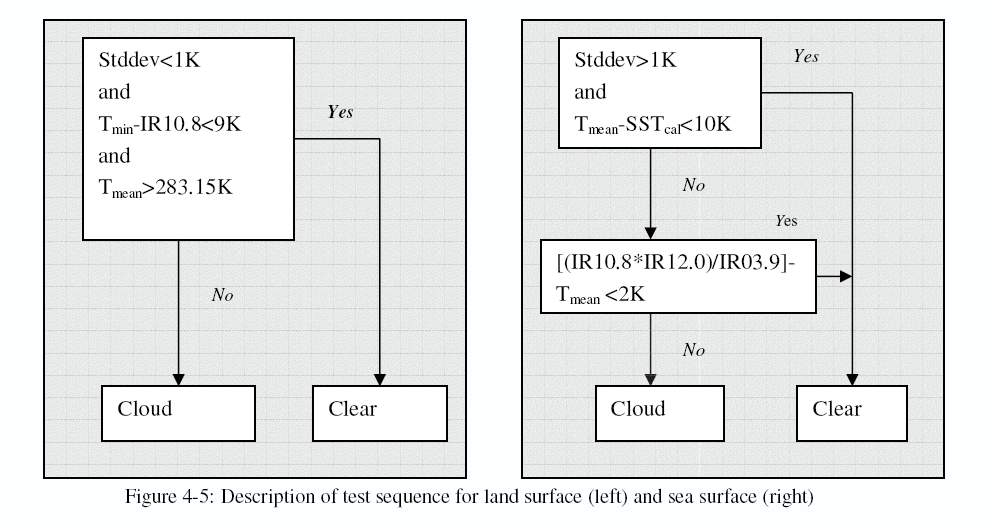 Stddev<1K
and
Tmin-IR10.8<9K
and
Tmean>283.15K
Yes
No
Cloud
Clear
Stddev>1K
and
Tmean-SSTcal<10K
Yes
No
Yes
[(IR10.8*IR12.0)/IR03.9]-
Tmean <2K
No
Cloud
Clear
Figure 4-5: Description of test sequence for land surface (left) and sea surface (right)